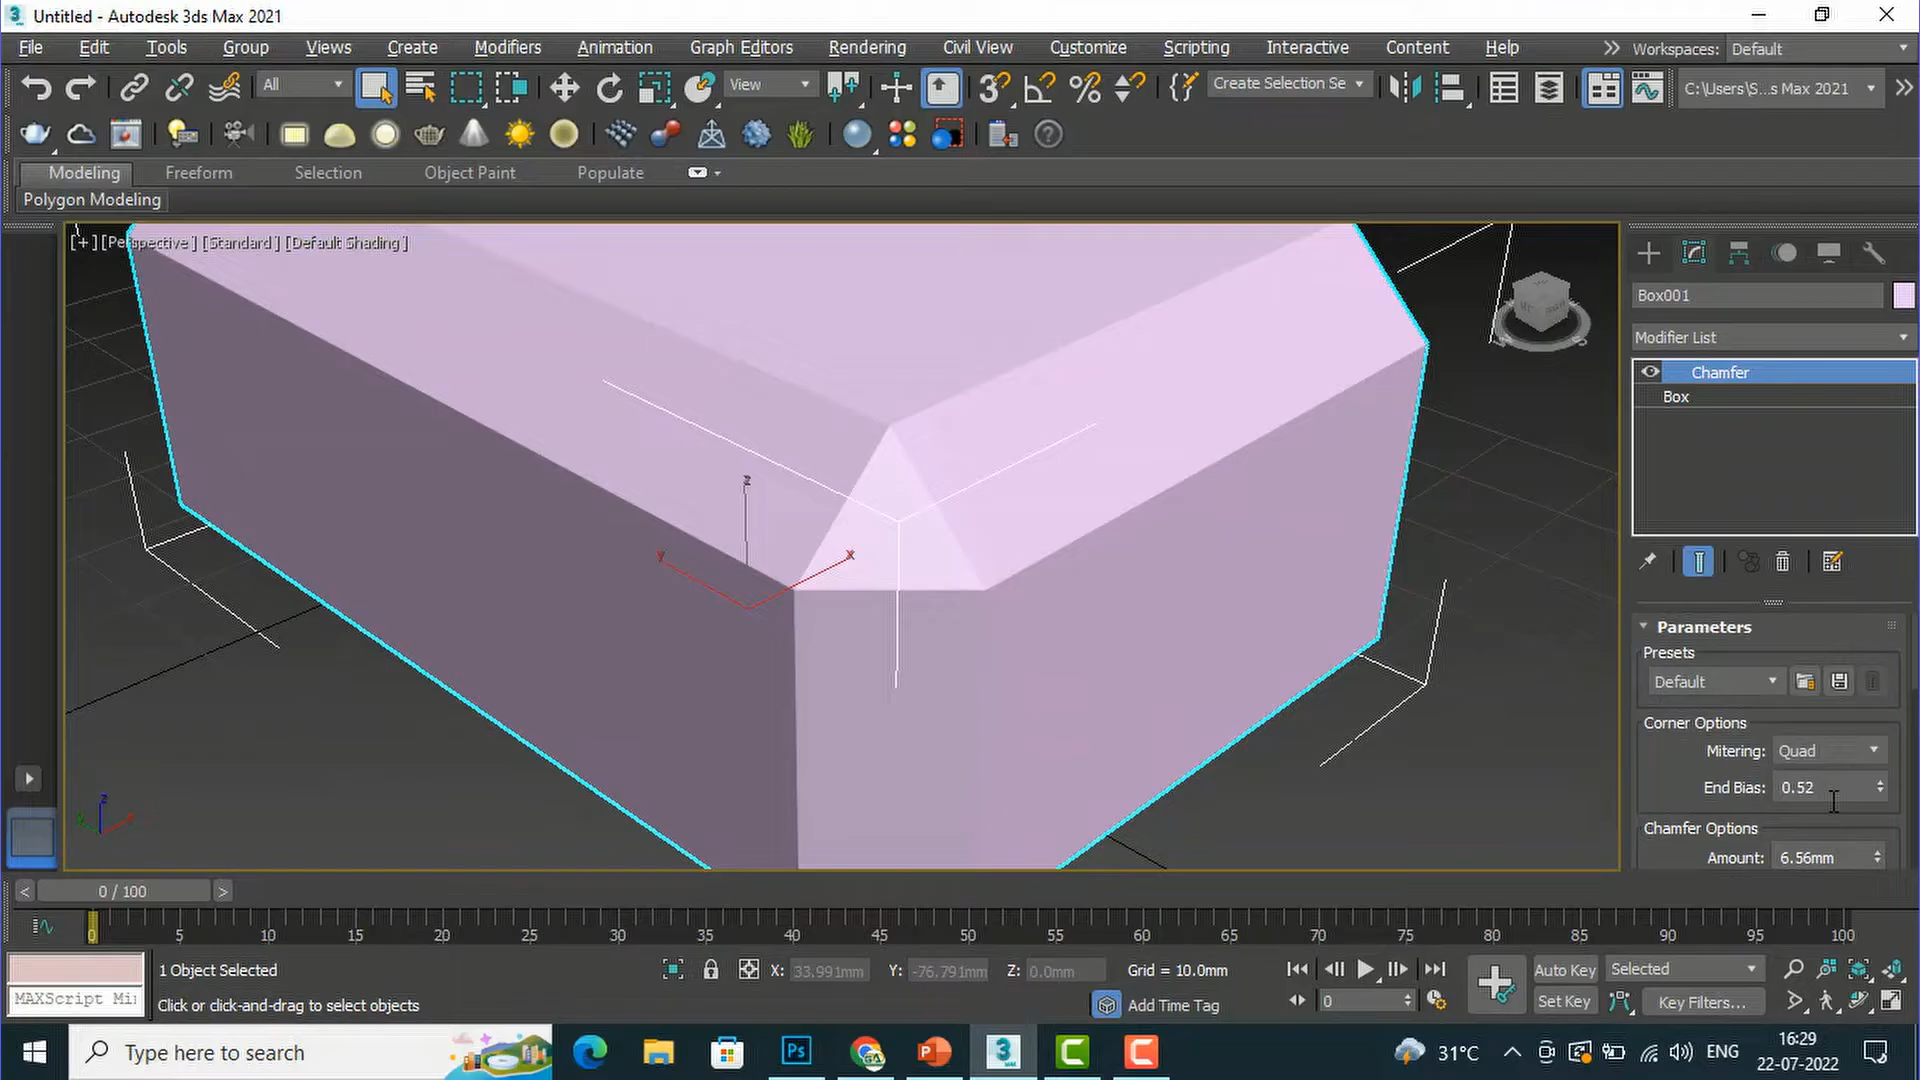 Untitled - Autodesk 3ds Max 2021
File Edit Tools Group Views Create Modifiers Animation Graph Editors Rendering Civil View Customize Scripting Interactive Content Help Workspaces: Default
All View Create Selection Se C:\Users\S...s Max 2021
Modeling Freeform Selection Object Paint Populate
Polygon Modeling
[+] [Perspective] [Standard] [Default Shading]
Box001
Modifier List
Chamfer
Box
z
y x
Parameters
Presets
Default
Corner Options
Mitering: Quad
End Bias: 0.52
Chamfer Options
Amount: 6.56mm
z
< 0 / 100 >
0 5 10 15 20 25 30 35 40 45 50 55 60 65 70 75 80 85 90 95 100
1 Object Selected X: 33.991mm Y: -76.791mm Z: 0.0mm Grid = 10.0mm Auto Key Selected
MAXScript Mi Click or click-and-drag to select objects Add Time Tag 0 Set Key Key Filters...
Type here to search Ps 31°C ENG 16:29
22-07-2022